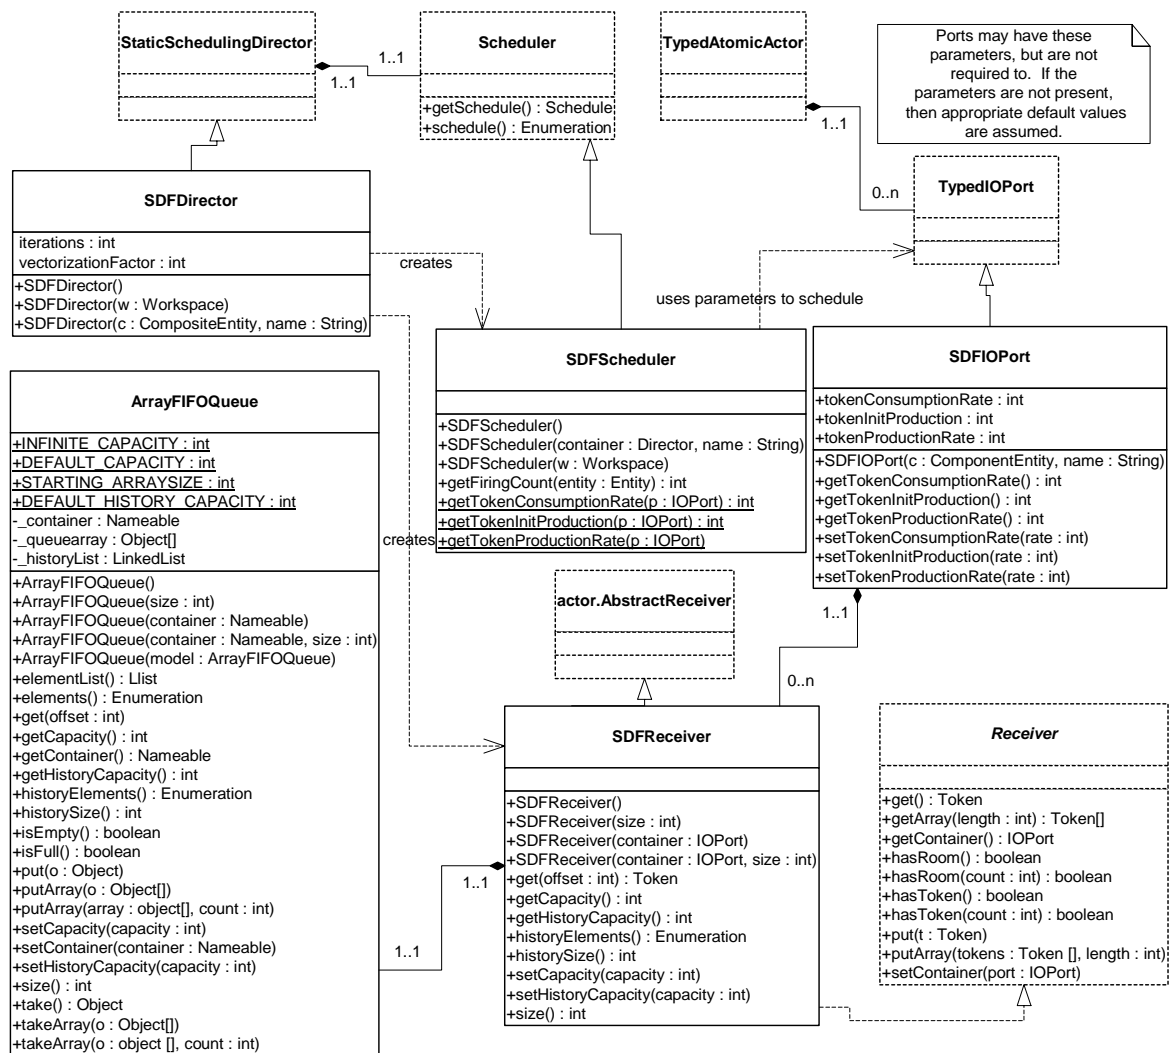 StaticSchedulingDirector
1..1
1..1
Scheduler
+getSchedule() : Schedule
+schedule() : Enumeration
TypedAtomicActor
1..1
0..n
Ports may have these
parameters, but are not
required to.  If the
parameters are not present,
then appropriate default values
are assumed.
TypedIOPort
SDFDirector
iterations : int
vectorizationFactor : int
+SDFDirector()
+SDFDirector(w : Workspace)
+SDFDirector(c : CompositeEntity, name : String)
creates
uses parameters to schedule
SDFScheduler
+SDFScheduler()
+SDFScheduler(container : Director, name : String)
+SDFScheduler(w : Workspace)
+getFiringCount(entity : Entity) : int
+getTokenConsumptionRate(p : IOPort) : int
+getTokenInitProduction(p : IOPort) : int
+getTokenProductionRate(p : IOPort)
SDFIOPort
+tokenConsumptionRate : int
+tokenInitProduction : int
+tokenProductionRate : int
+SDFIOPort(c : ComponentEntity, name : String)
+getTokenConsumptionRate() : int
+getTokenInitProduction() : int
+getTokenProductionRate() : int
+setTokenConsumptionRate(rate : int)
+setTokenInitProduction(rate : int)
+setTokenProductionRate(rate : int)
1..1
0..n
ArrayFIFOQueue
+INFINITE_CAPACITY : int
+DEFAULT_CAPACITY : int
+STARTING_ARRAYSIZE : int
+DEFAULT_HISTORY_CAPACITY : int
-_container : Nameable
-_queuearray : Object[]
-_historyList : LinkedList
+ArrayFIFOQueue()
+ArrayFIFOQueue(size : int)
+ArrayFIFOQueue(container : Nameable)
+ArrayFIFOQueue(container : Nameable, size : int)
+ArrayFIFOQueue(model : ArrayFIFOQueue)
+elementList() : Llist
+elements() : Enumeration
+get(offset : int)
+getCapacity() : int
+getContainer() : Nameable
+getHistoryCapacity() : int
+historyElements() : Enumeration
+historySize() : int
+isEmpty() : boolean
+isFull() : boolean
+put(o : Object)
+putArray(o : Object[])
+putArray(array : object[], count : int)
+setCapacity(capacity : int)
+setContainer(container : Nameable)
+setHistoryCapacity(capacity : int)
+size() : int
+take() : Object
+takeArray(o : Object[])
+takeArray(o : object [], count : int)
creates
actor.AbstractReceiver
SDFReceiver
+SDFReceiver()
+SDFReceiver(size : int)
+SDFReceiver(container : IOPort)
+SDFReceiver(container : IOPort, size : int)
+get(offset : int) : Token
+getCapacity() : int
+getHistoryCapacity() : int
+historyElements() : Enumeration
+historySize() : int
+setCapacity(capacity : int)
+setHistoryCapacity(capacity : int)
+size() : int
1..1
1..1
Receiver
+get() : Token
+getArray(length : int) : Token[]
+getContainer() : IOPort
+hasRoom() : boolean
+hasRoom(count : int) : boolean
+hasToken() : boolean
+hasToken(count : int) : boolean
+put(t : Token)
+putArray(tokens : Token [], length : int)
+setContainer(port : IOPort)